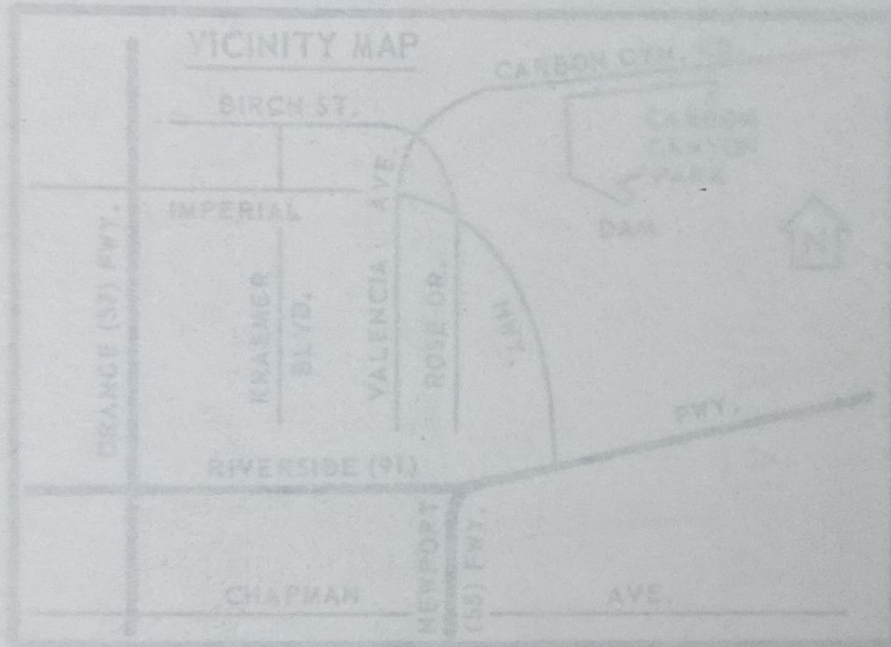 VICINITY MAP
CARBON CYN.
BIRCH ST.
CARBON
CANYON
PARK
DAM
N
IMPERIAL
HWY.
ORANGE (57) FWY.
KRAEMER
BLVD.
VALENCIA AVE.
ROSE DR.
RIVERSIDE (91)
FWY.
NEWPORT
(55) FWY.
CHAPMAN
AVE.